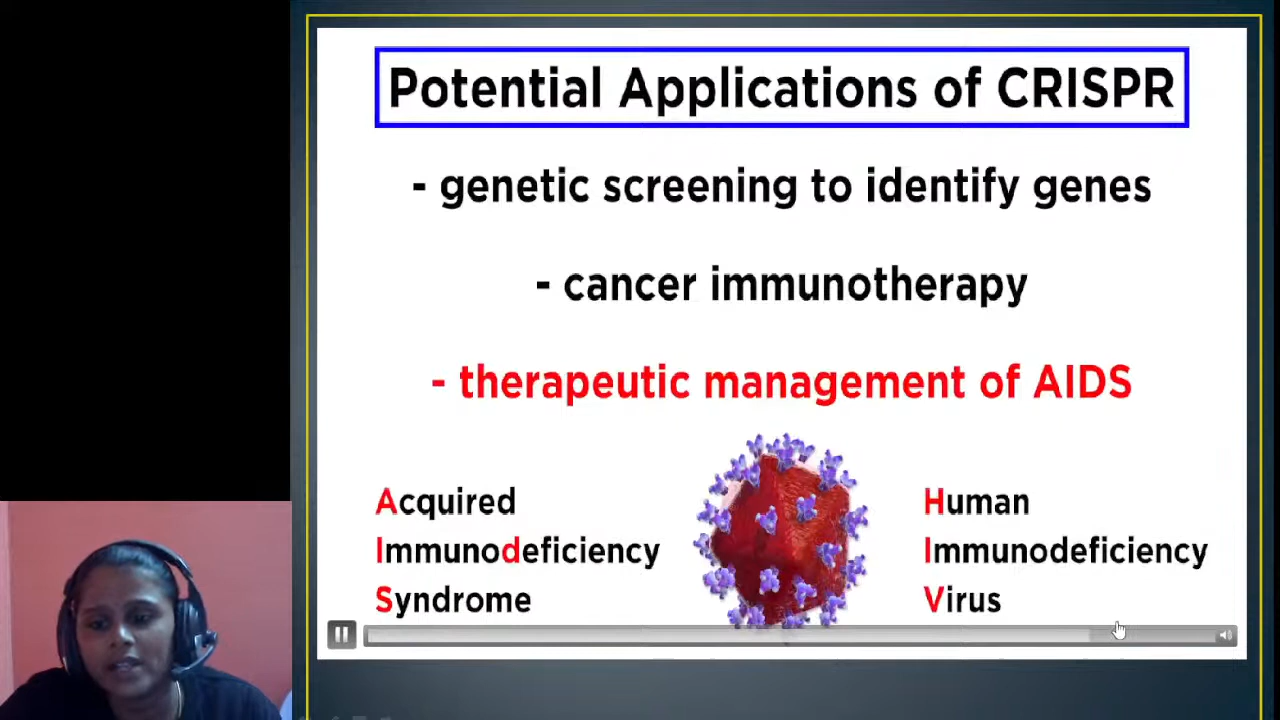 Potential Applications of CRISPR
- genetic screening to identify genes
- cancer immunotherapy
- therapeutic management of AIDS
Acquired
Immunodeficiency
Syndrome
Human
Immunodeficiency
Virus